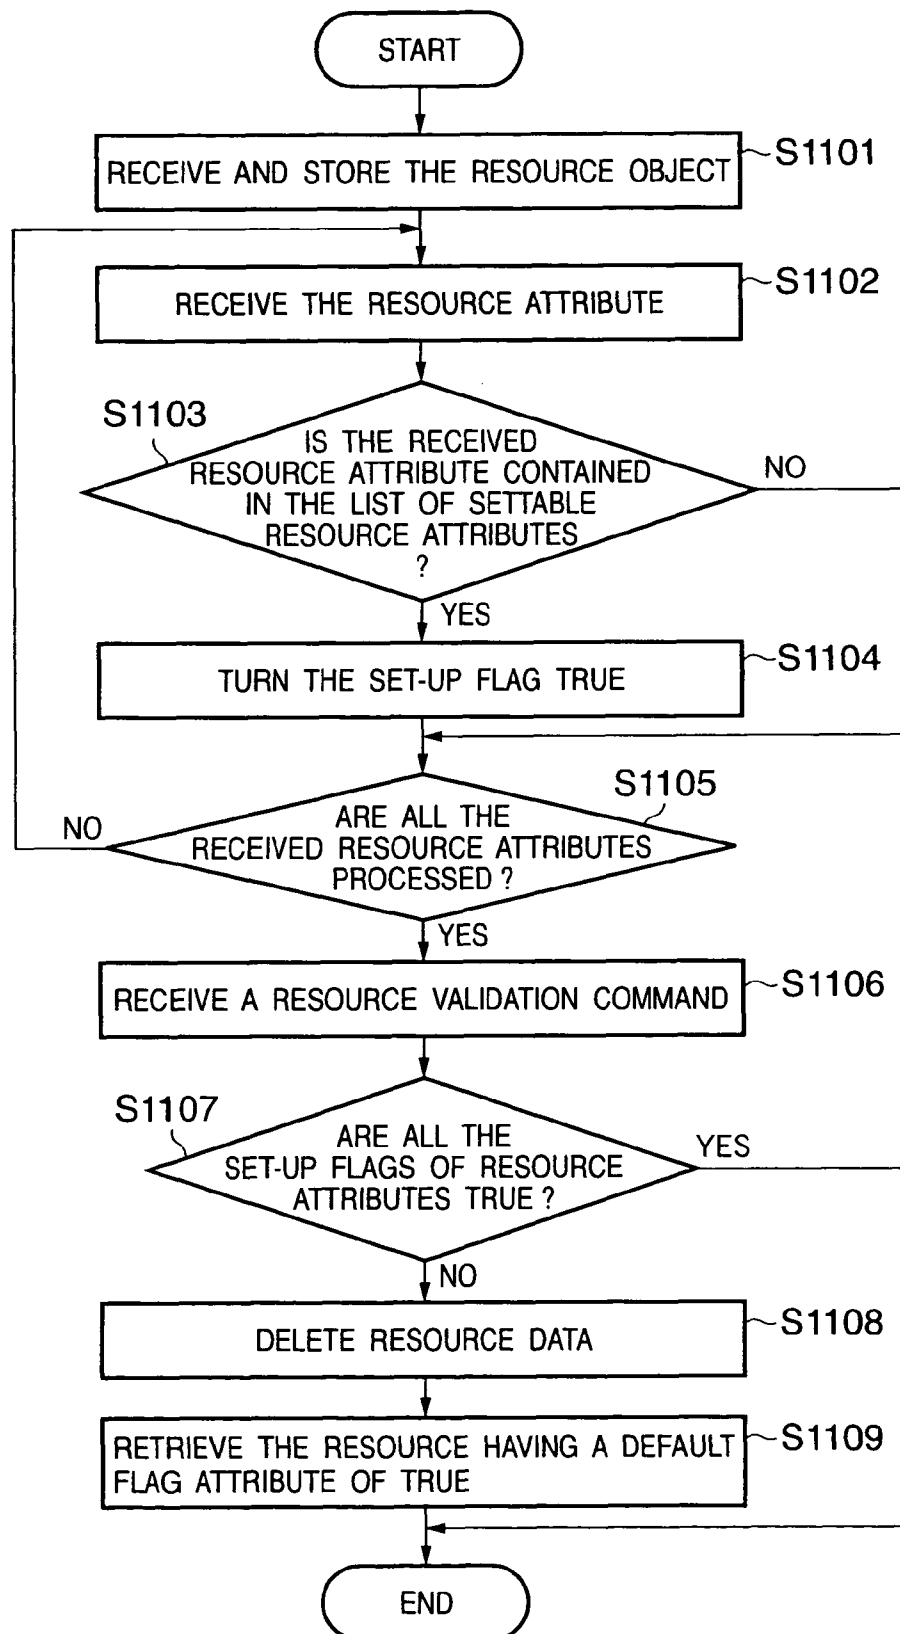 START
RECEIVE AND STORE THE RESOURCE OBJECT
S1101
RECEIVE THE RESOURCE ATTRIBUTE
S1102
S1103
IS THE RECEIVED
RESOURCE ATTRIBUTE CONTAINED
IN THE LIST OF SETTABLE
RESOURCE ATTRIBUTES
?
NO
YES
TURN THE SET-UP FLAG TRUE
S1104
S1105
ARE ALL THE
RECEIVED RESOURCE ATTRIBUTES
PROCESSED ?
NO
YES
RECEIVE A RESOURCE VALIDATION COMMAND
S1106
S1107
ARE ALL THE
SET-UP FLAGS OF RESOURCE
ATTRIBUTES TRUE ?
YES
NO
DELETE RESOURCE DATA
S1108
RETRIEVE THE RESOURCE HAVING A DEFAULT
FLAG ATTRIBUTE OF TRUE
S1109
END